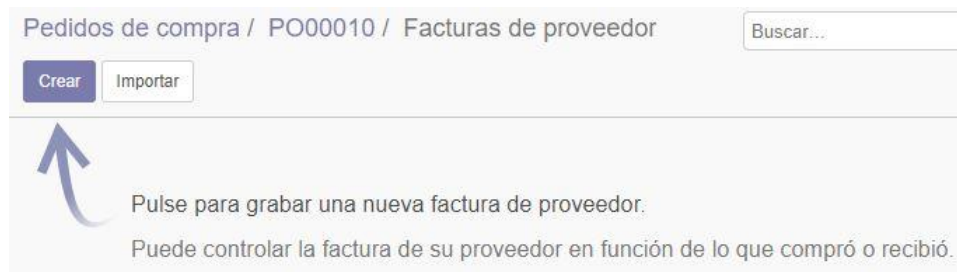 Pedidos de compra / PO00010 / Facturas de proveedor
Buscar...
Crear Importar
Pulse para grabar una nueva factura de proveedor.
Puede controlar la factura de su proveedor en función de lo que compró o recibió.